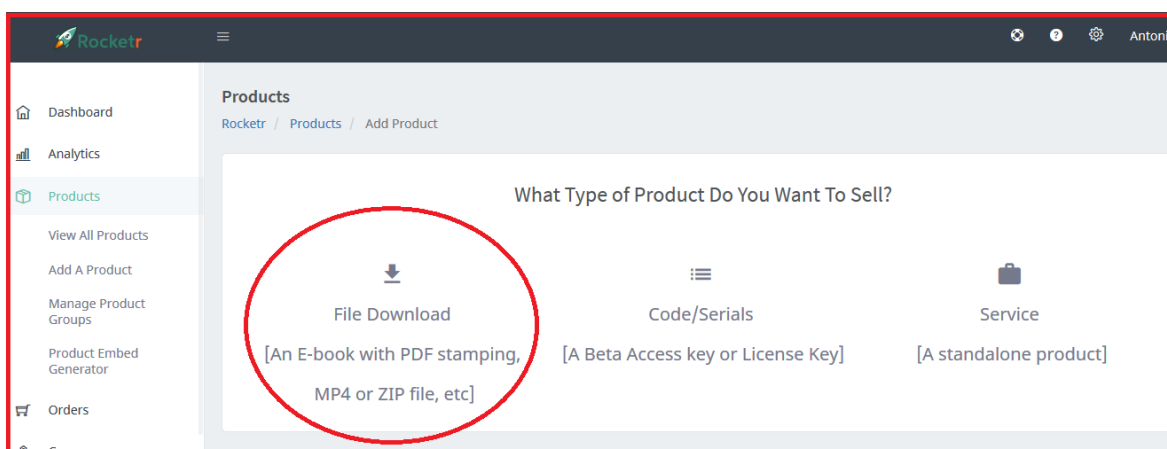 Rocketr
Antoni
Products
Rocketr / Products / Add Product
Dashboard
Analytics
Products
View All Products
Add A Product
Manage Product
Groups
Product Embed
Generator
Orders
What Type of Product Do You Want To Sell?
File Download
[An E-book with PDF stamping,
MP4 or ZIP file, etc]
Code/Serials
[A Beta Access key or License Key]
Service
[A standalone product]